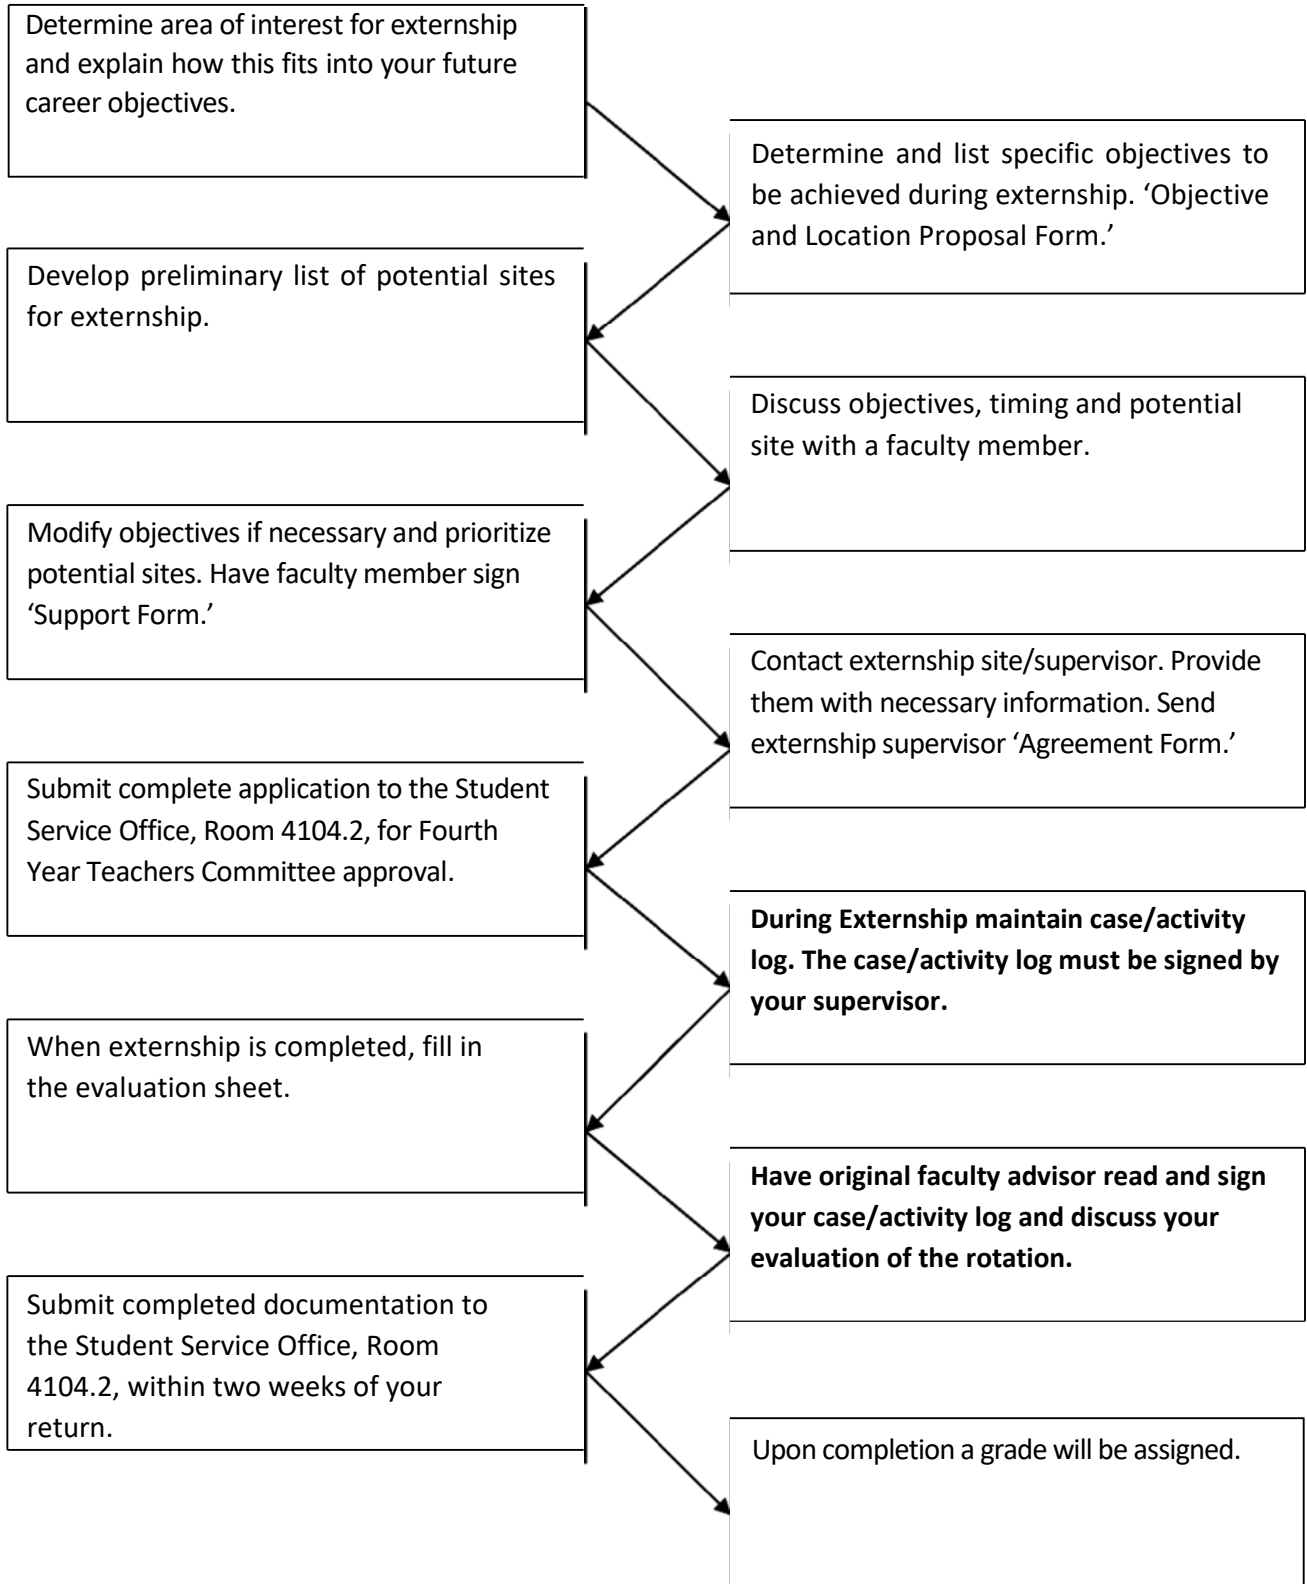 Determine area of interest for externship
and explain how this fits into your future
career objectives.
Determine and list specific objectives to
be achieved during externship. ‘Objective
and Location Proposal Form.’
Develop preliminary list of potential sites
for externship.
Discuss objectives, timing and potential
site with a faculty member.
Modify objectives if necessary and prioritize
potential sites. Have faculty member sign
‘Support Form.’
Contact externship site/supervisor. Provide
them with necessary information. Send
externship supervisor ‘Agreement Form.’
Submit complete application to the Student
Service Office, Room 4104.2, for Fourth
Year Teachers Committee approval.
During Externship maintain case/activity
log. The case/activity log must be signed by
your supervisor.
When externship is completed, fill in
the evaluation sheet.
Have original faculty advisor read and sign
your case/activity log and discuss your
evaluation of the rotation.
Submit completed documentation to
the Student Service Office, Room
4104.2, within two weeks of your
return.
Upon completion a grade will be assigned.